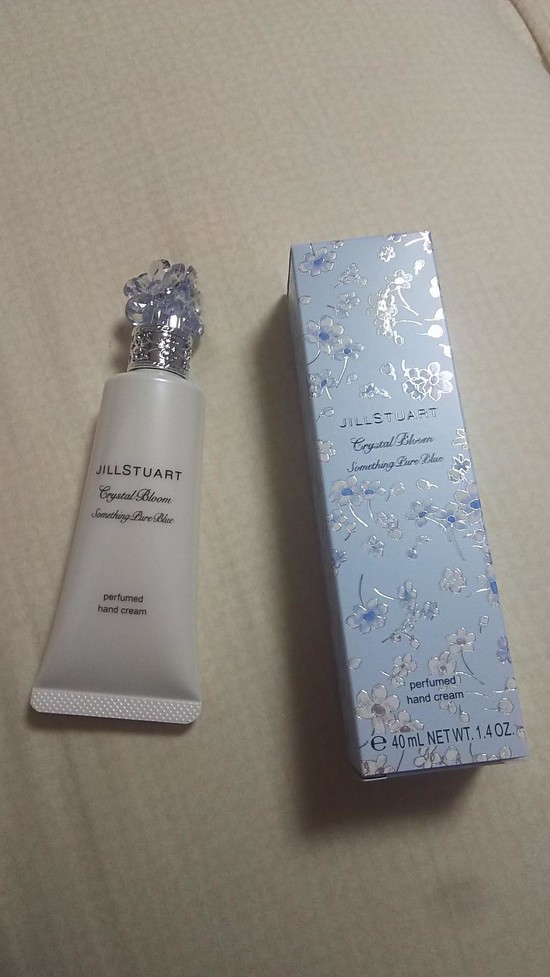 JILLSTUART
Crystal Bloom
Something Pure Blue
perfumed
hand cream
JILLSTUART
Crystal Bloom
Something Pure Blue
perfumed
hand cream
℮ 40 mL NET WT. 1.4 OZ.